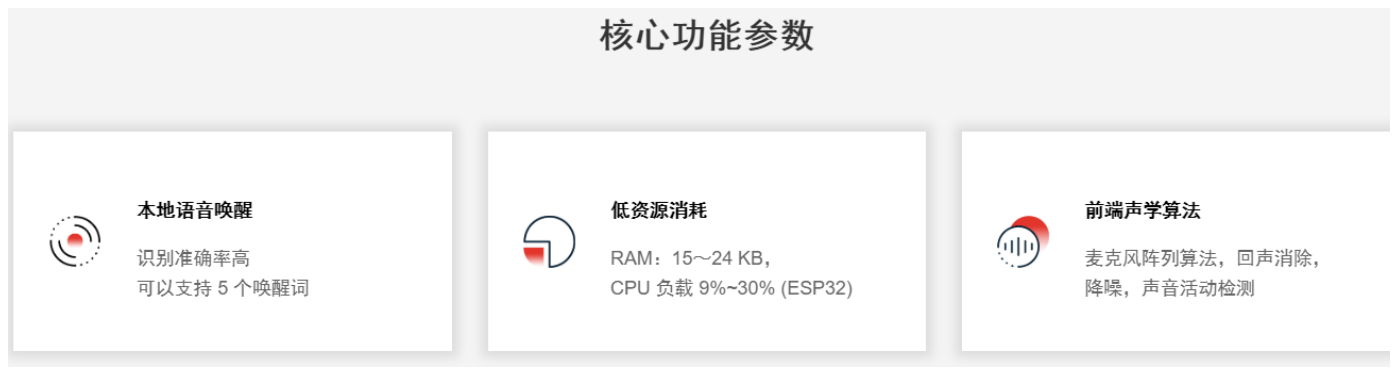 核心功能参数
本地语音唤醒
识别准确率高
可以支持 5 个唤醒词
低资源消耗
RAM：15～24 KB，
CPU 负载 9%~30% (ESP32)
前端声学算法
麦克风阵列算法，回声消除，
降噪，声音活动检测